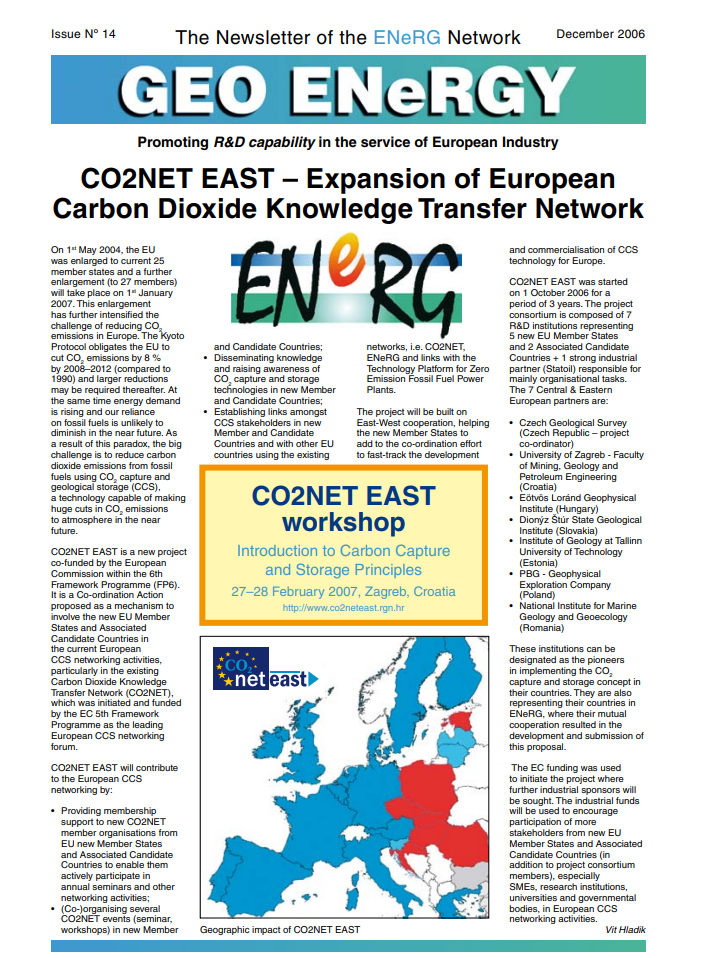 Issue Nº 14
The Newsletter of the ENeRG Network
December 2006
GEO ENeRGY
Promoting R&D capability in the service of European Industry
CO2NET EAST – Expansion of European
Carbon Dioxide Knowledge Transfer Network
On 1st May 2004, the EU
was enlarged to current 25
member states and a further
enlargement (to 27 members)
will take place on 1st January
2007. This enlargement
has further intensified the
challenge of reducing CO2
emissions in Europe. The Kyoto
Protocol obligates the EU to
cut CO2 emissions by 8 %
by 2008–2012 (compared to
1990) and larger reductions
may be required thereafter. At
the same time energy demand
is rising and our reliance
on fossil fuels is unlikely to
diminish in the near future. As
a result of this paradox, the big
challenge is to reduce carbon
dioxide emissions from fossil
fuels using CO2 capture and
geological storage (CCS),
a technology capable of making
huge cuts in CO2 emissions
to atmosphere in the near
future.
CO2NET EAST is a new project
co-funded by the European
Commission within the 6th
Framework Programme (FP6).
It is a Co-ordination Action
proposed as a mechanism to
involve the new EU Member
States and Associated
Candidate Countries in
the current European
CCS networking activities,
particularly in the existing
Carbon Dioxide Knowledge
Transfer Network (CO2NET),
which was initiated and funded
by the EC 5th Framework
Programme as the leading
European CCS networking
forum.
CO2NET EAST will contribute
to the European CCS
networking by:
• Providing membership
support to new CO2NET
member organisations from
EU new Member States
and Associated Candidate
Countries to enable them
actively participate in
annual seminars and other
networking activities;
• (Co-)organising several
CO2NET events (seminar,
workshops) in new Member
ENeRG
and Candidate Countries;
• Disseminating knowledge
and raising awareness of
CO2 capture and storage
technologies in new Member
and Candidate Countries;
• Establishing links amongst
CCS stakeholders in new
Member and Candidate
Countries and with other EU
countries using the existing
networks, i.e. CO2NET,
ENeRG and links with the
Technology Platform for Zero
Emission Fossil Fuel Power
Plants.
The project will be built on
East-West cooperation, helping
the new Member States to
add to the co-ordination effort
to fast-track the development
CO2NET EAST
workshop
Introduction to Carbon Capture
and Storage Principles
27–28 February 2007, Zagreb, Croatia
http://www.co2neteast.rgn.hr
CO2
net east
Geographic impact of CO2NET EAST
and commercialisation of CCS
technology for Europe.
CO2NET EAST was started
on 1 October 2006 for a
period of 3 years. The project
consortium is composed of 7
R&D institutions representing
5 new EU Member States
and 2 Associated Candidate
Countries + 1 strong industrial
partner (Statoil) responsible for
mainly organisational tasks.
The 7 Central & Eastern
European partners are:
• Czech Geological Survey
(Czech Republic – project
co-ordinator)
• University of Zagreb - Faculty
of Mining, Geology and
Petroleum Engineering
(Croatia)
• Eötvös Loránd Geophysical
Institute (Hungary)
• Dionýz Štúr State Geological
Institute (Slovakia)
• Institute of Geology at Tallinn
University of Technology
(Estonia)
• PBG - Geophysical
Exploration Company
(Poland)
• National Institute for Marine
Geology and Geoecology
(Romania)
These institutions can be
designated as the pioneers
in implementing the CO2
capture and storage concept in
their countries. They are also
representing their countries in
ENeRG, where their mutual
cooperation resulted in the
development and submission of
this proposal.
The EC funding was used
to initiate the project where
further industrial sponsors will
be sought. The industrial funds
will be used to encourage
participation of more
stakeholders from new EU
Member States and Associated
Candidate Countries (in
addition to project consortium
members), especially
SMEs, research institutions,
universities and governmental
bodies, in European CCS
networking activities.
Vit Hladik